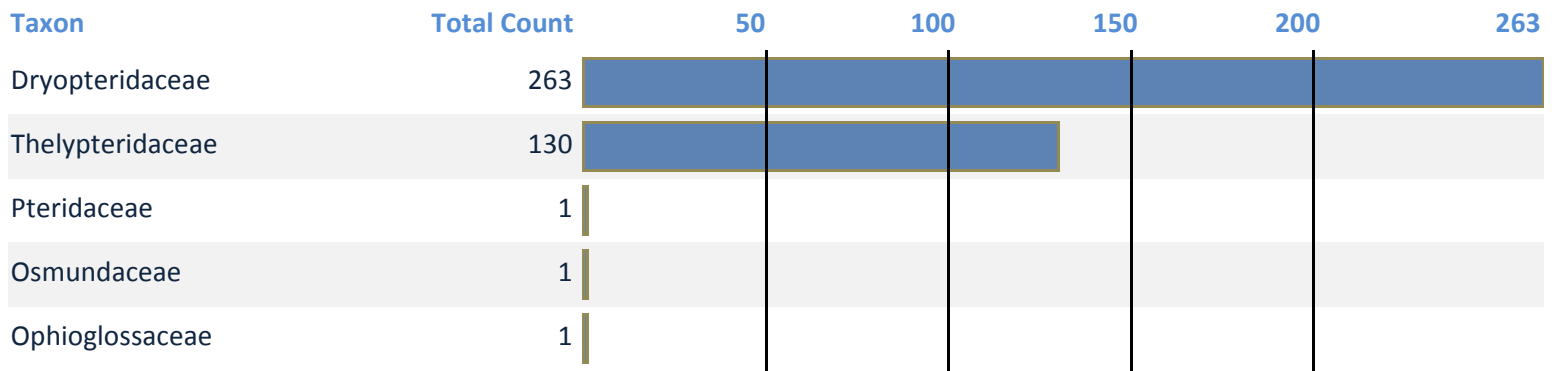 Taxon Total Count 50 100 150 200 263
Dryopteridaceae 263
Thelypteridaceae 130
Pteridaceae 1
Osmundaceae 1
Ophioglossaceae 1